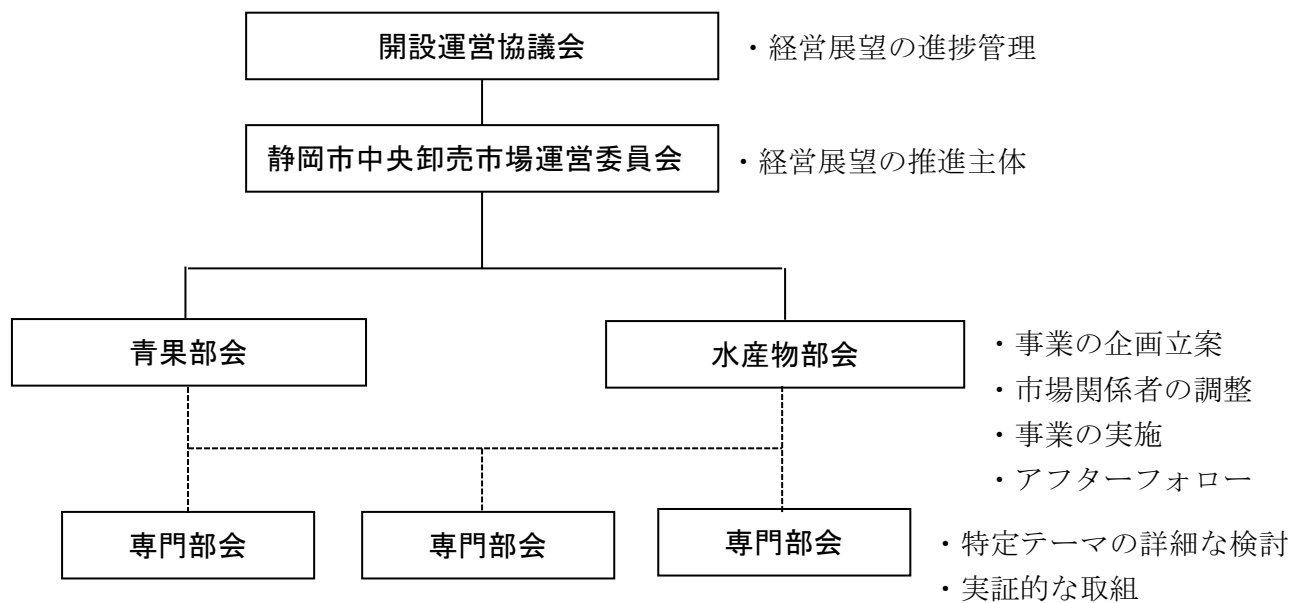 開設運営協議会
・経営展望の進捗管理
静岡市中央卸売市場運営委員会
・経営展望の推進主体
青果部会
水産物部会
・事業の企画立案
・市場関係者の調整
・事業の実施
・アフターフォロー
専門部会
専門部会
専門部会
・特定テーマの詳細な検討
・実証的な取組